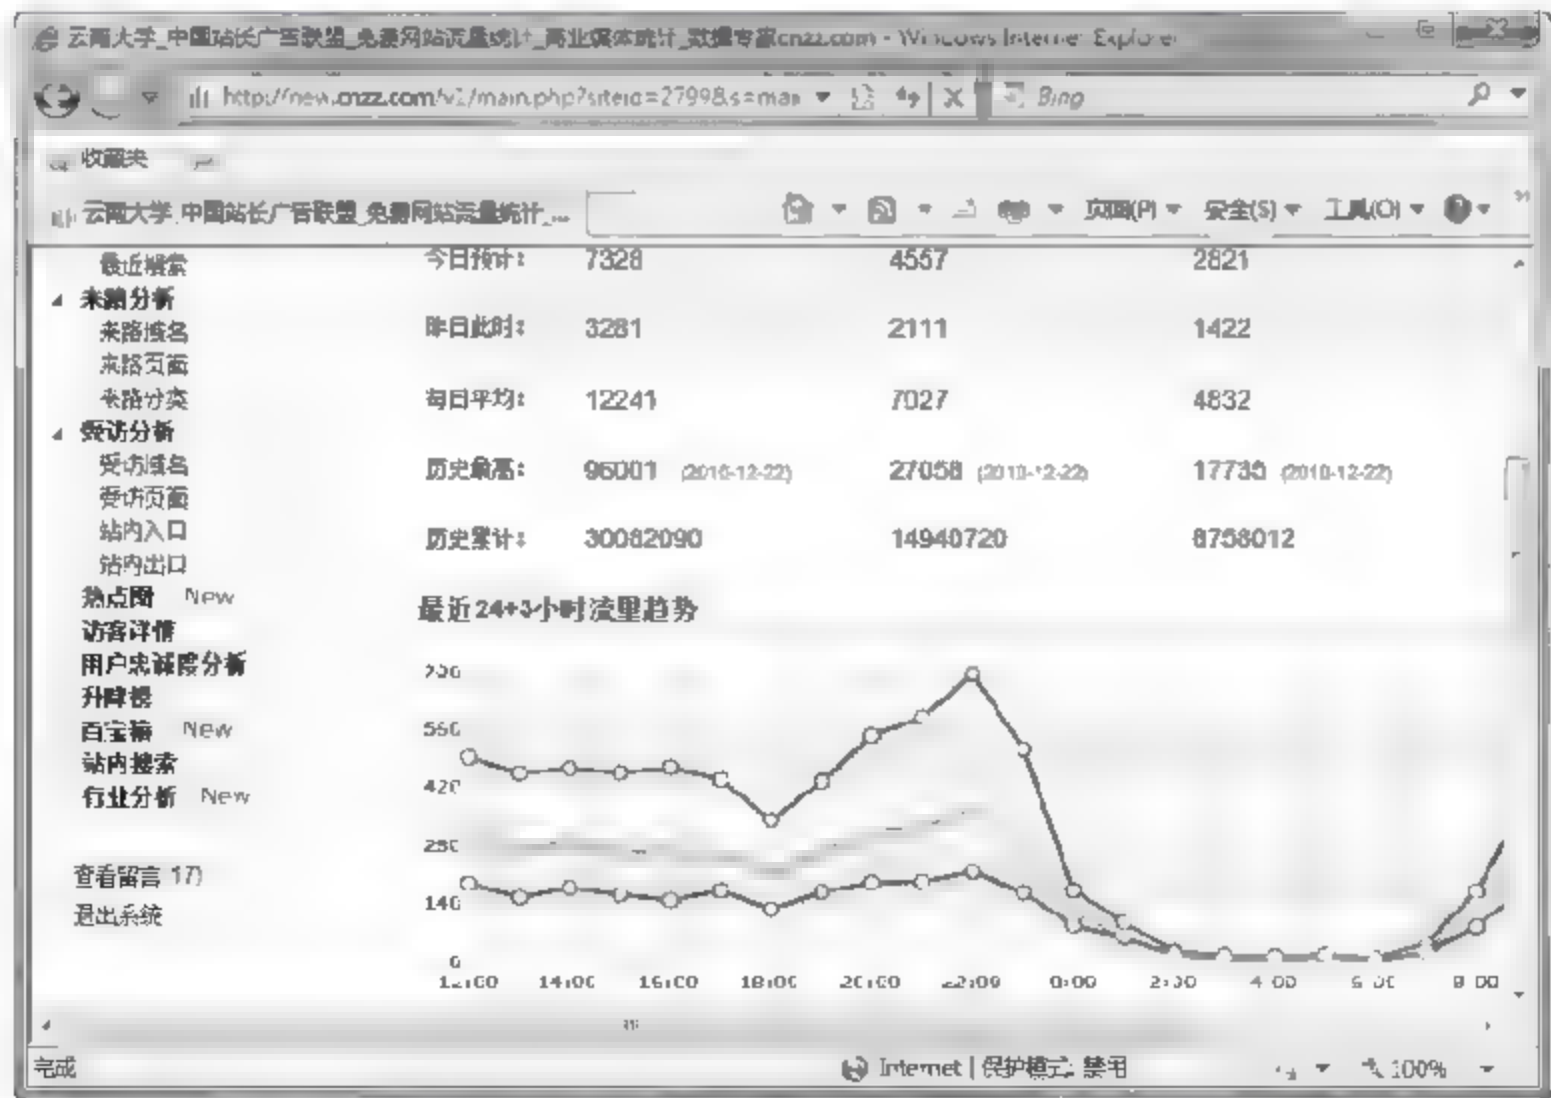 云南大学_中国站长广告联盟_免费网站流量统计_商业媒体统计_数据专家cnzz.com - Windows Internet Explorer
http://new.cnzz.com/v1/main.php?siteid=2799&s=mai
Bing
收藏夹
云南大学_中国站长广告联盟_免费网站流量统计_...
页面(P) 安全(S) 工具(O)
最近搜索
来路分析
来路域名
来路页面
来路分类
受访分析
受访域名
受访页面
站内入口
站内出口
热点图 New
访客详情
用户忠诚度分析
升降榜
百宝箱 New
站内搜索
行业分析 New
查看留言 17)
退出系统
今日预计: 7328 4557 2821
昨日此时: 3281 2111 1422
每日平均: 12241 7027 4832
历史最高: (2010-12-22) (2010-12-22) (2010-12-22)
历史累计: 14940720
最近24+3小时流量趋势
560
420
280
140
0
12:00 14:00 16:00 18:00 20:00 22:00 0:00 2:00 4:00 6:00 8:00
完成
Internet | 保护模式: 禁用
100%